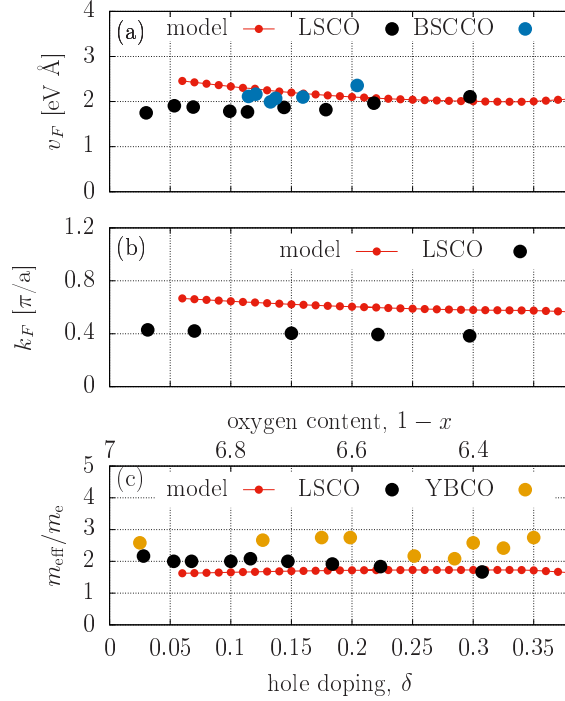 4
(a) model LSCO BSCCO
3
2
1
0
v_F [eV Å]
1.2
(b) model LSCO
0.8
0.4
0
k_F [π/a]
oxygen content, 1 − x
7 6.8 6.6 6.4
5
(c) model LSCO YBCO
4
3
2
1
0
m_eff/m_e
0 0.05 0.1 0.15 0.2 0.25 0.3 0.35
hole doping, δ